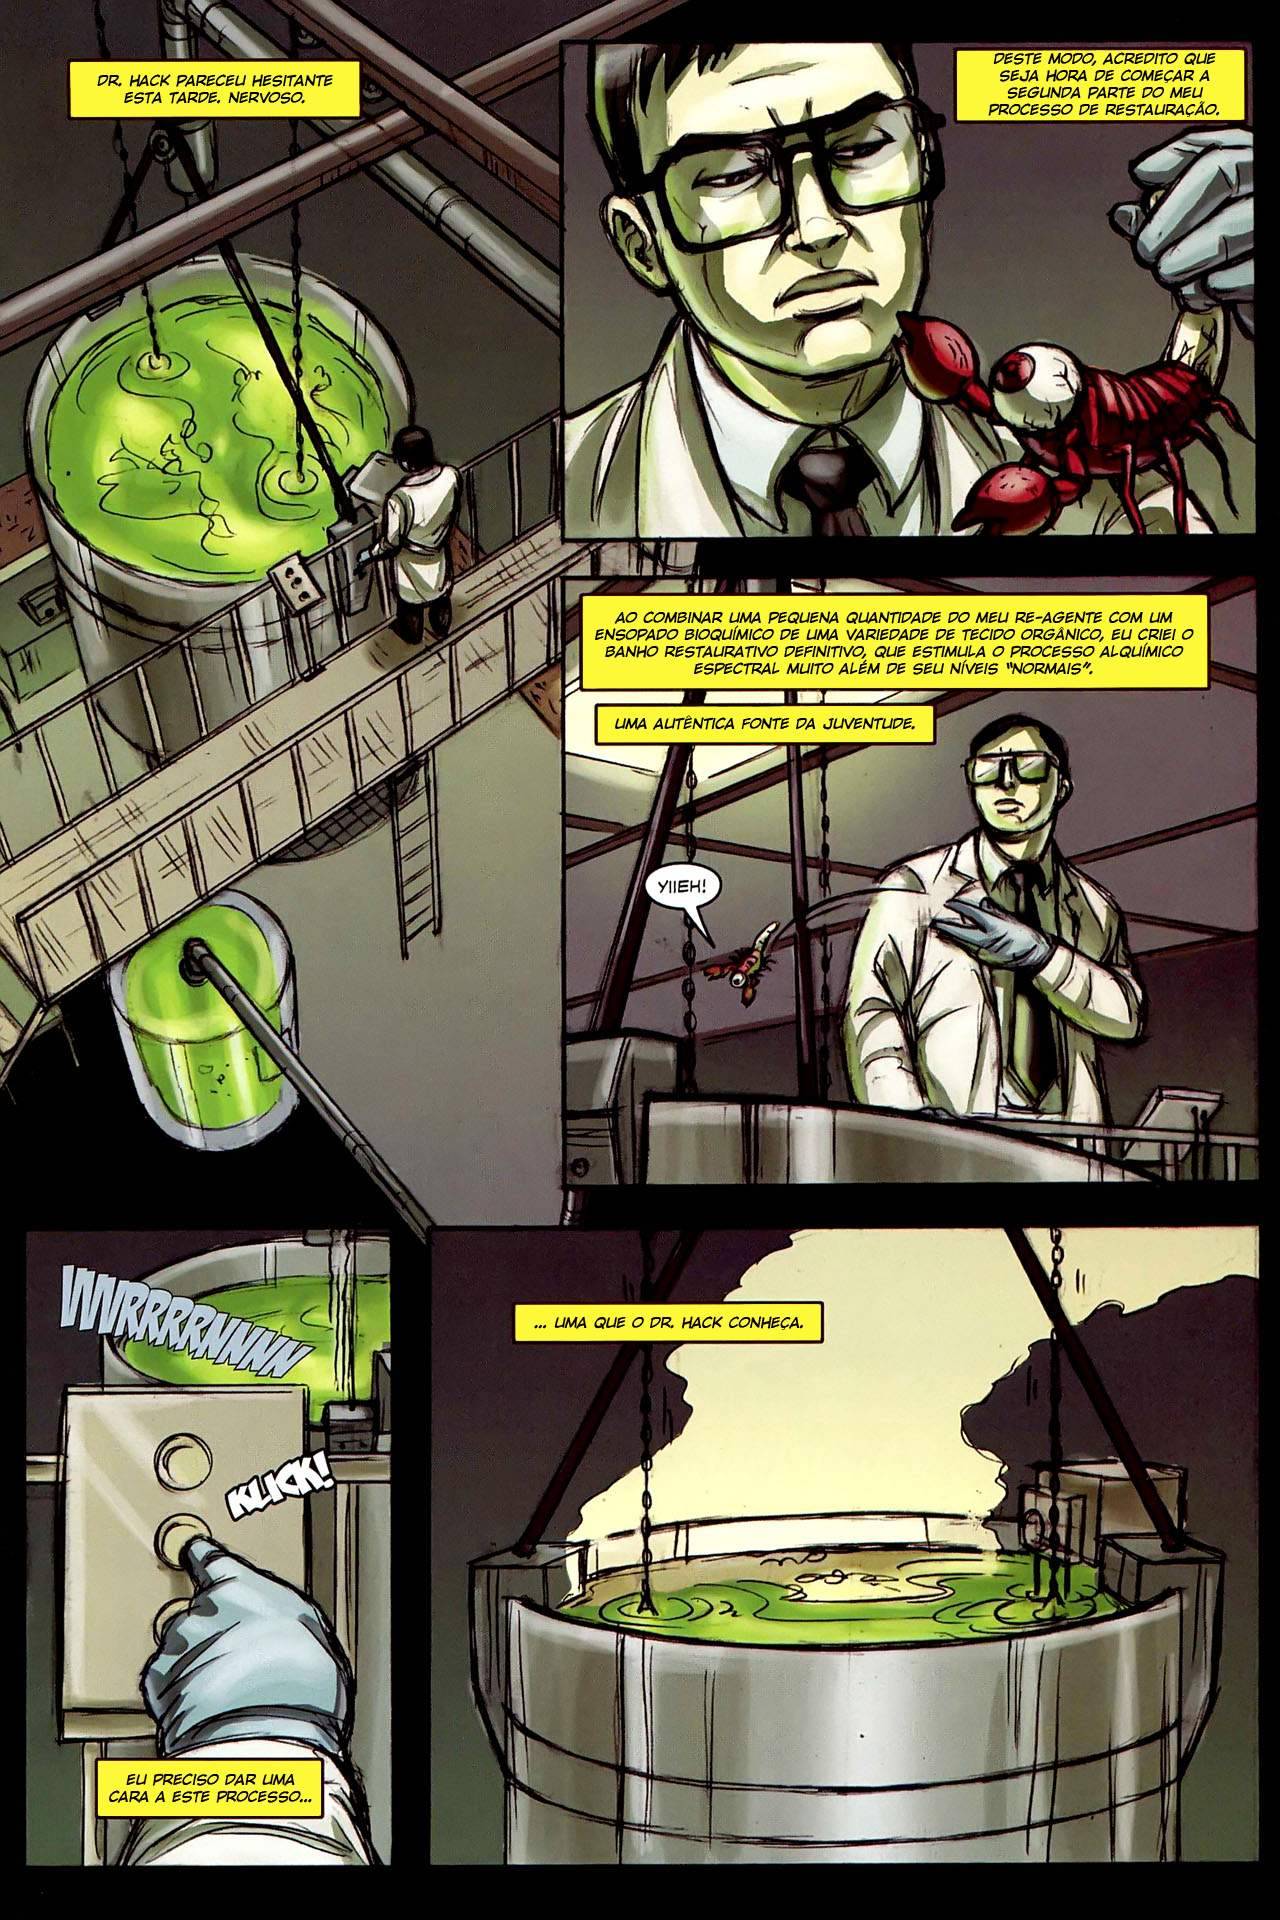 DR. HACK PARECEU HESITANTE
ESTA TARDE. NERVOSO.
DESTE MODO, ACREDITO QUE
SEJA HORA DE COMEÇAR A
SEGUNDA PARTE DO MEU
PROCESSO DE RESTAURAÇÃO.
AO COMBINAR UMA PEQUENA QUANTIDADE DO MEU RE-AGENTE COM UM
ENSOPADO BIOQUÍMICO DE UMA VARIEDADE DE TECIDO ORGÂNICO, EU CRIEI O
BANHO RESTAURATIVO DEFINITIVO, QUE ESTIMULA O PROCESSO ALQUÍMICO
ESPECTRAL MUITO ALÉM DE SEU NÍVEIS "NORMAIS".
UMA AUTÊNTICA FONTE DA JUVENTUDE.
YIIEH!
VVVRRRRRNNNNN
KLICK!
EU PRECISO DAR UMA
CARA A ESTE PROCESSO...
... UMA QUE O DR. HACK CONHEÇA.